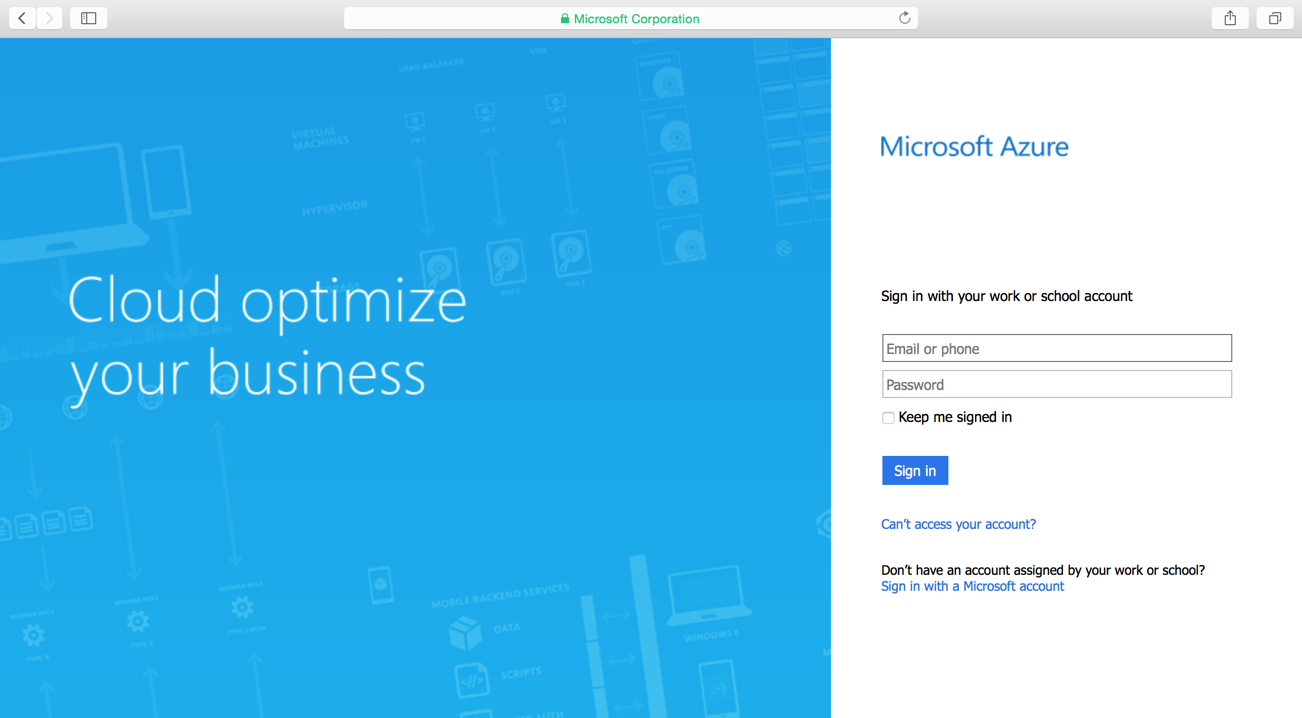 Microsoft Corporation
LOAD BALANCER
VPN
VIRTUAL
MACHINES
HYPERVISOR
Cloud optimize
your business
WORKER ROLE
WORKER ROLE
WORKER ROLE
MOBILE BACKEND SERVICES
DATA
SCRIPTS
WINDOWS 8
Microsoft Azure
Sign in with your work or school account
Email or phone
Password
Keep me signed in
Sign in
Can't access your account?
Don't have an account assigned by your work or school?
Sign in with a Microsoft account